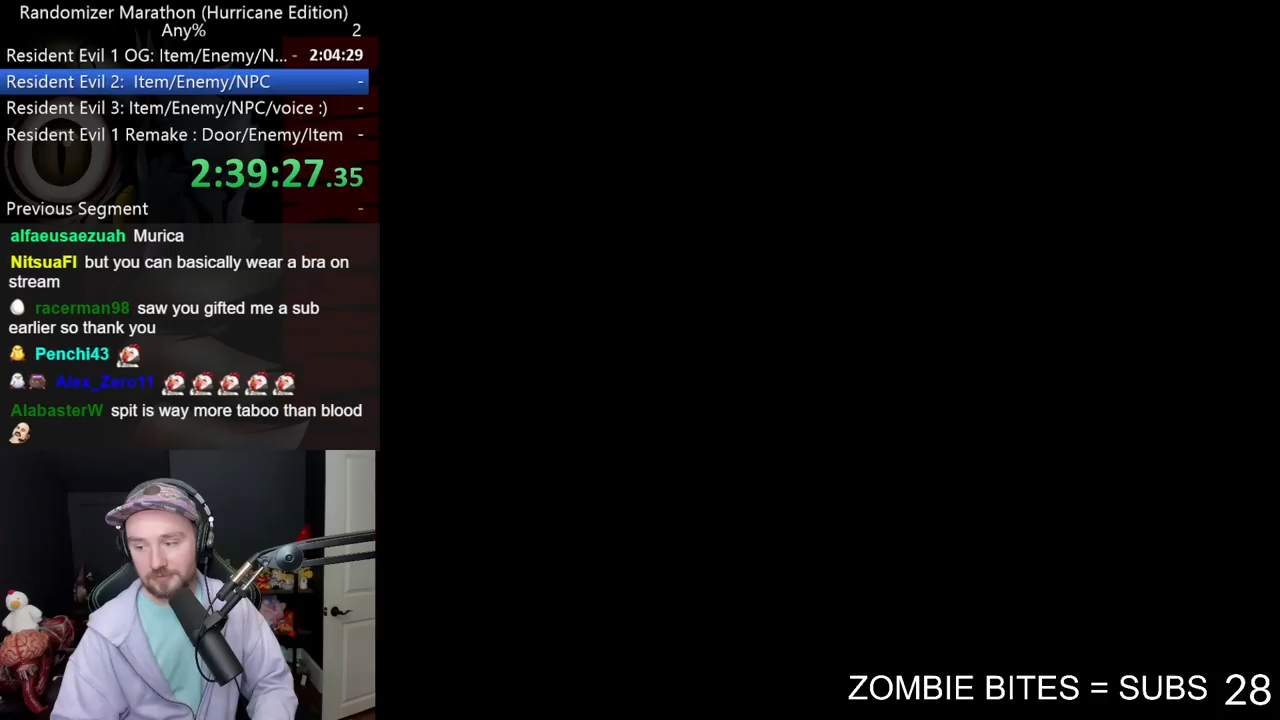 Randomizer Marathon (Hurricane Edition)
Any% 2
Resident Evil 1 OG: Item/Enemy/N... - 2:04:29
Resident Evil 2: Item/Enemy/NPC -
Resident Evil 3: Item/Enemy/NPC/voice :) -
Resident Evil 1 Remake : Door/Enemy/Item -
2:39:27.35
Previous Segment -
alfaeusaezuah Murica
NitsuaFl but you can basically wear a bra on
stream
racerman98 saw you gifted me a sub
earlier so thank you
Penchi43
Alex_Zero11
AlabasterW spit is way more taboo than blood
ZOMBIE BITES = SUBS 28